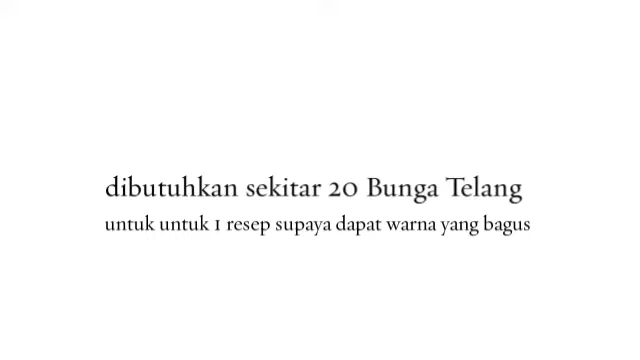 dibutuhkan sekitar 20 Bunga Telang
untuk untuk 1 resep supaya dapat warna yang bagus